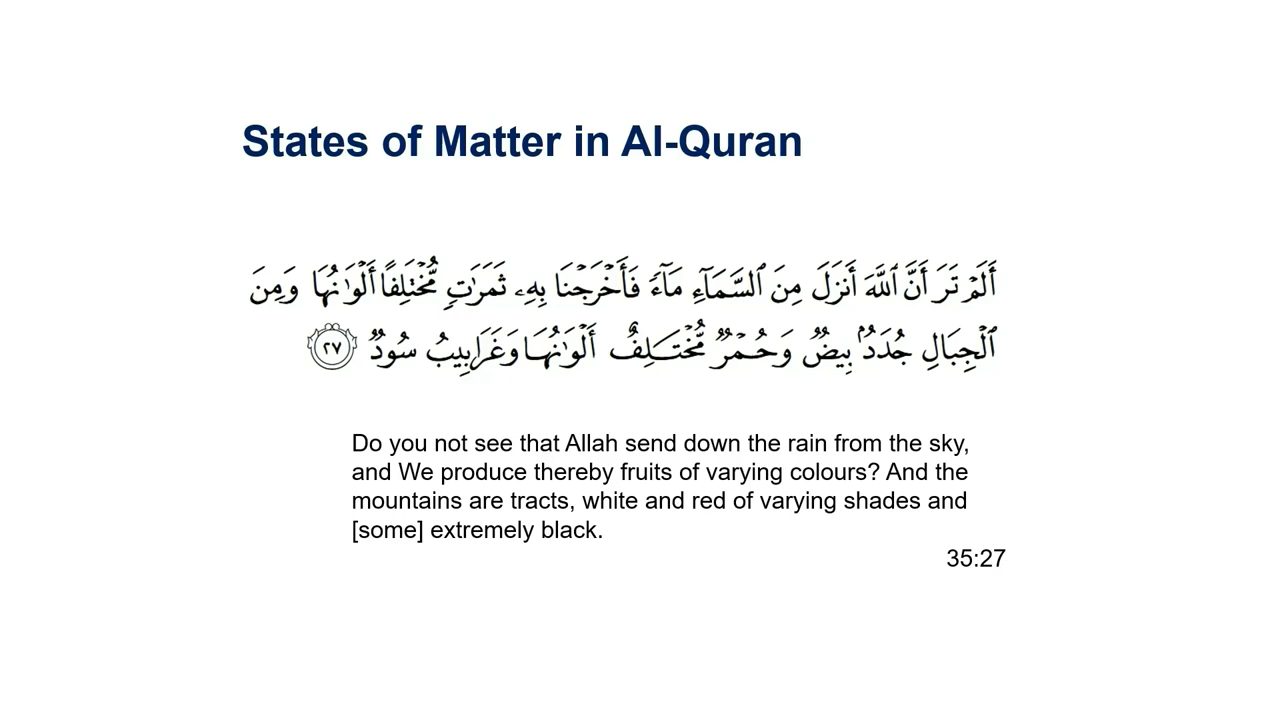 States of Matter in Al-Quran
أَلَمْ تَرَ أَنَّ ٱللَّهَ أَنزَلَ مِنَ ٱلسَّمَآءِ مَآءً فَأَخْرَجْنَا بِهِۦ ثَمَرَٰتٍ مُّخْتَلِفًا أَلْوَٰنُهَا وَمِنَ
ٱلْجِبَالِ جُدَدٌۢ بِيضٌ وَحُمْرٌ مُّخْتَلِفٌ أَلْوَٰنُهَا وَغَرَابِيبُ سُودٌ ٢٧
Do you not see that Allah send down the rain from the sky,
and We produce thereby fruits of varying colours? And the
mountains are tracts, white and red of varying shades and
[some] extremely black.
35:27